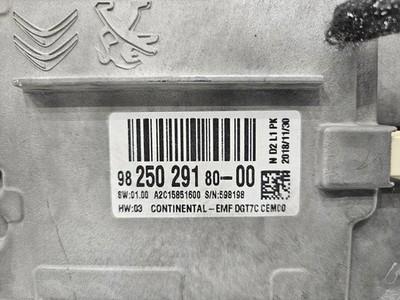 98 250 291 80-00
SW:01.00 A2C15851600 S/N:598198
HW:03 CONTINENTAL-EMF DGT7C CEMC0
N D2 L1 PK
2018/11/30